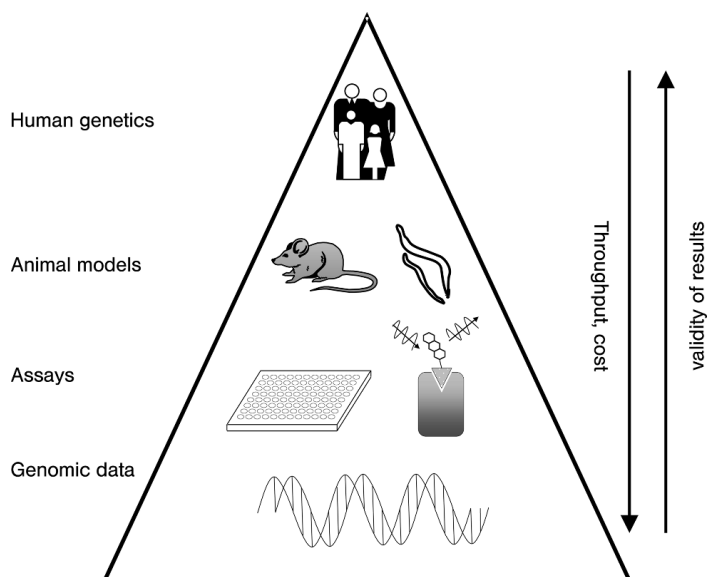 Human genetics
Animal models
Assays
Genomic data
Throughput, cost
validity of results